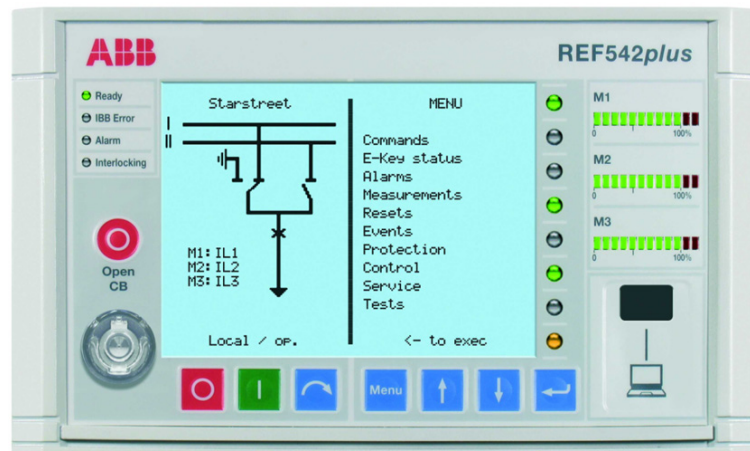 ABB
REF542plus
Ready
IBB Error
Alarm
Interlocking
Open
CB
Starstreet
I
II
M1: IL1
M2: IL2
M3: IL3
Local / OP.
MENU
Commands
E-Key status
Alarms
Measurements
Resets
Events
Protection
Control
Service
Tests
<- to exec
M1
0 100%
M2
0 100%
M3
0 100%
Menu